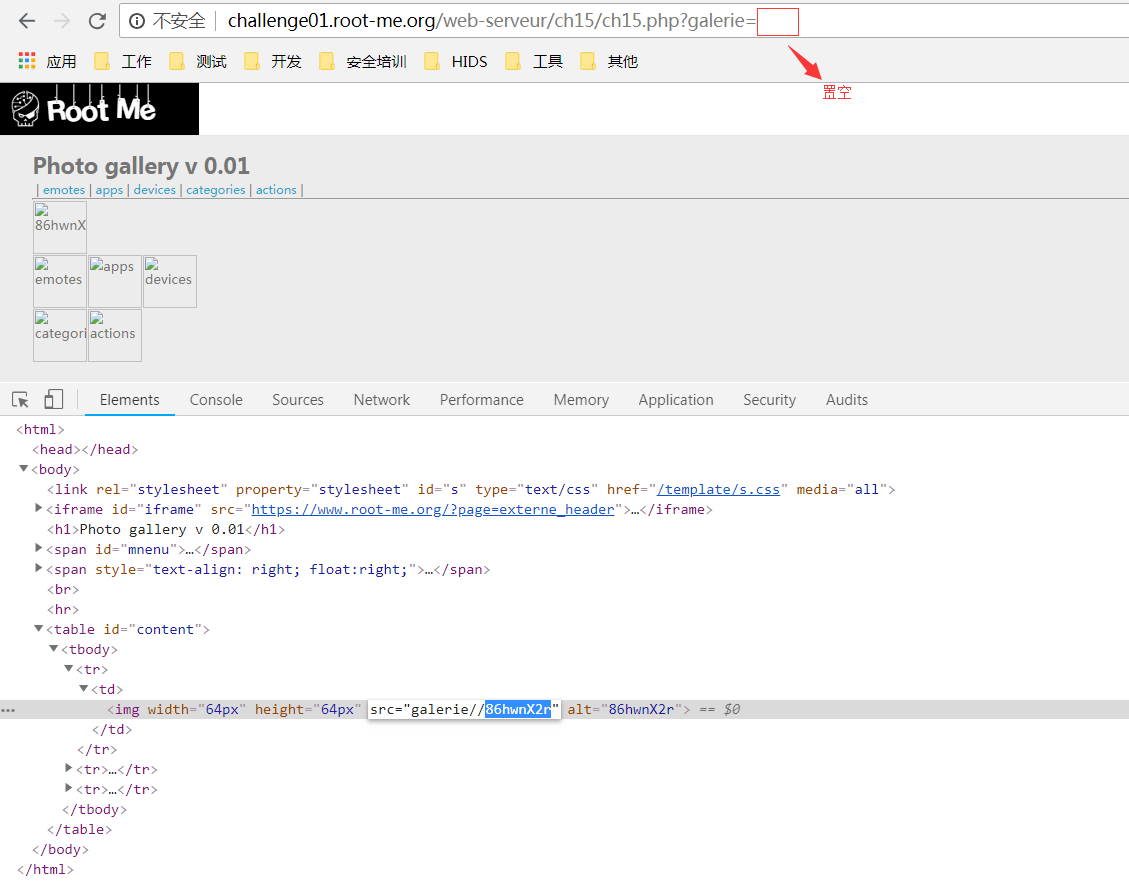 不安全 challenge01.root-me.org/web-serveur/ch15/ch15.php?galerie=
应用 工作 测试 开发 安全培训 HIDS 工具 其他
置空
Root Me
Photo gallery v 0.01
| emotes | apps | devices | categories | actions |
86hwnX
emotes apps devices
categori actions
Elements Console Sources Network Performance Memory Application Security Audits
<html>
<head></head>
<body>
<link rel="stylesheet" property="stylesheet" id="s" type="text/css" href="/template/s.css" media="all">
<iframe id="iframe" src="https://www.root-me.org/?page=externe_header">…</iframe>
<h1>Photo gallery v 0.01</h1>
<span id="mnenu">…</span>
<span style="text-align: right; float:right;">…</span>
<br>
<hr>
<table id="content">
<tbody>
<tr>
<td>
<img width="64px" height="64px" src="galerie//86hwnX2r" alt="86hwnX2r"> == $0
</td>
</tr>
<tr>…</tr>
<tr>…</tr>
</tbody>
</table>
</body>
</html>